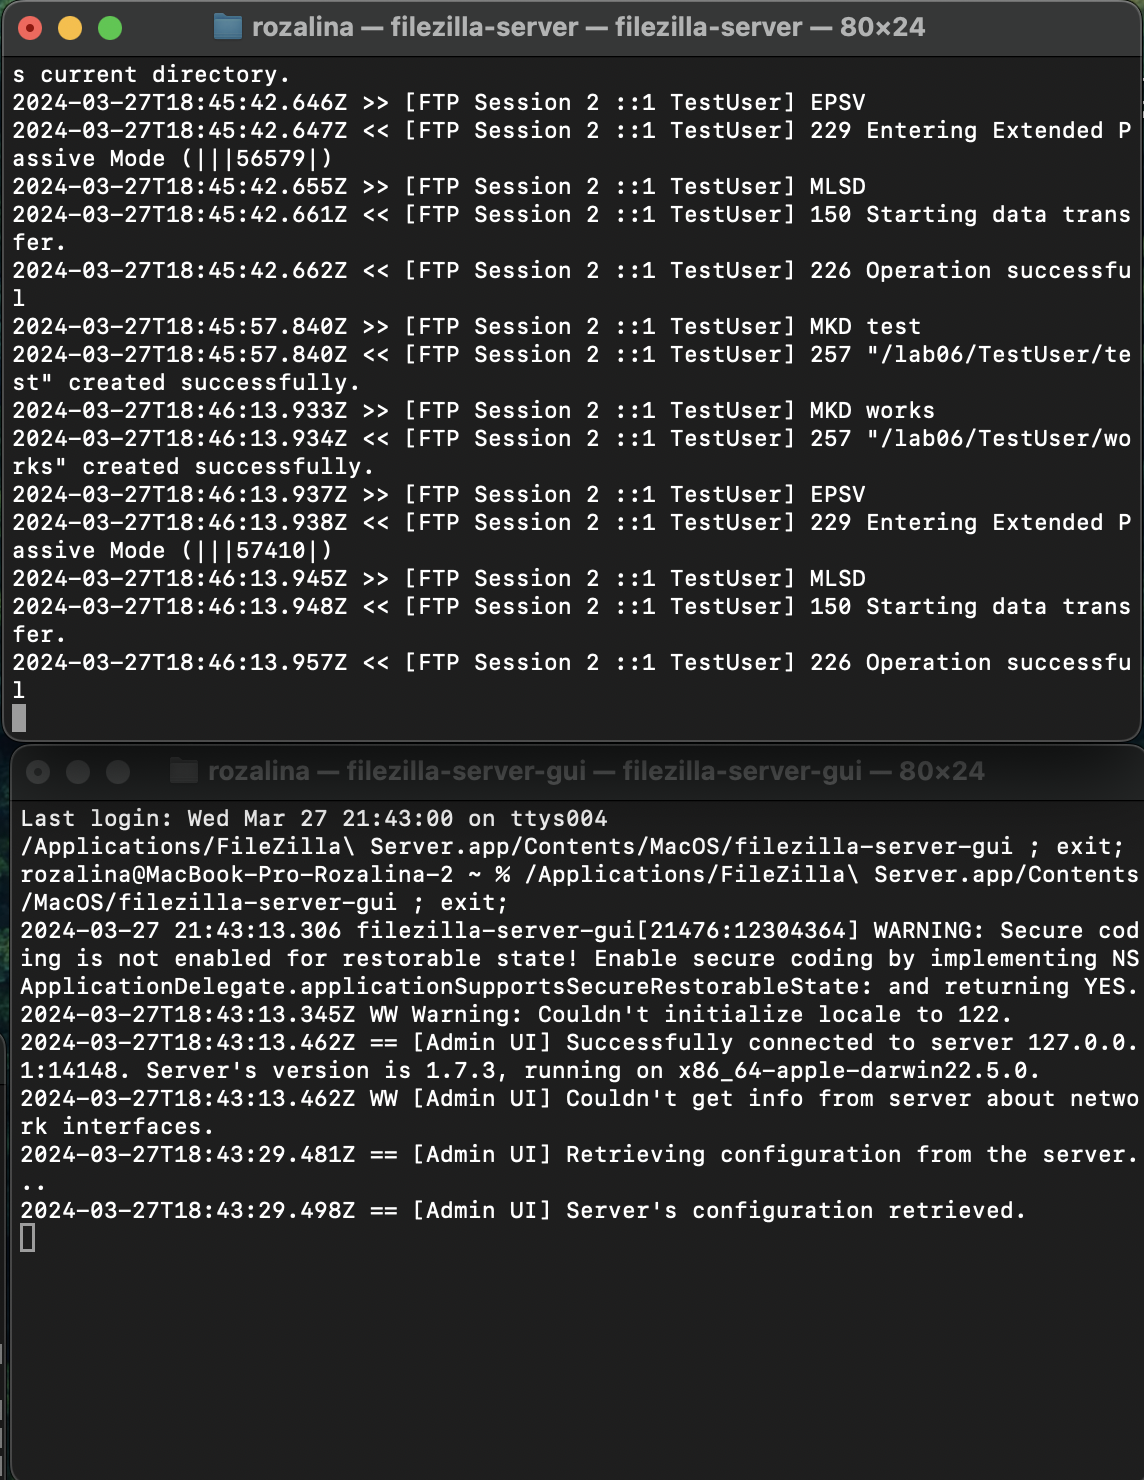 rozalina — filezilla-server — filezilla-server — 80×24
s current directory.
2024-03-27T18:45:42.646Z >> [FTP Session 2 ::1 TestUser] EPSV
2024-03-27T18:45:42.647Z << [FTP Session 2 ::1 TestUser] 229 Entering Extended P
assive Mode (|||56579|)
2024-03-27T18:45:42.655Z >> [FTP Session 2 ::1 TestUser] MLSD
2024-03-27T18:45:42.661Z << [FTP Session 2 ::1 TestUser] 150 Starting data trans
fer.
2024-03-27T18:45:42.662Z << [FTP Session 2 ::1 TestUser] 226 Operation successfu
l
2024-03-27T18:45:57.840Z >> [FTP Session 2 ::1 TestUser] MKD test
2024-03-27T18:45:57.840Z << [FTP Session 2 ::1 TestUser] 257 "/lab06/TestUser/te
st" created successfully.
2024-03-27T18:46:13.933Z >> [FTP Session 2 ::1 TestUser] MKD works
2024-03-27T18:46:13.934Z << [FTP Session 2 ::1 TestUser] 257 "/lab06/TestUser/wo
rks" created successfully.
2024-03-27T18:46:13.937Z >> [FTP Session 2 ::1 TestUser] EPSV
2024-03-27T18:46:13.938Z << [FTP Session 2 ::1 TestUser] 229 Entering Extended P
assive Mode (|||57410|)
2024-03-27T18:46:13.945Z >> [FTP Session 2 ::1 TestUser] MLSD
2024-03-27T18:46:13.948Z << [FTP Session 2 ::1 TestUser] 150 Starting data trans
fer.
2024-03-27T18:46:13.957Z << [FTP Session 2 ::1 TestUser] 226 Operation successfu
l
rozalina — filezilla-server-gui — filezilla-server-gui — 80×24
Last login: Wed Mar 27 21:43:00 on ttys004
/Applications/FileZilla\ Server.app/Contents/MacOS/filezilla-server-gui ; exit;
rozalina@MacBook-Pro-Rozalina-2 ~ % /Applications/FileZilla\ Server.app/Contents
/MacOS/filezilla-server-gui ; exit;
2024-03-27 21:43:13.306 filezilla-server-gui[21476:12304364] WARNING: Secure cod
ing is not enabled for restorable state! Enable secure coding by implementing NS
ApplicationDelegate.applicationSupportsSecureRestorableState: and returning YES.
2024-03-27T18:43:13.345Z WW Warning: Couldn't initialize locale to 122.
2024-03-27T18:43:13.462Z == [Admin UI] Successfully connected to server 127.0.0.
1:14148. Server's version is 1.7.3, running on x86_64-apple-darwin22.5.0.
2024-03-27T18:43:13.462Z WW [Admin UI] Couldn't get info from server about netwo
rk interfaces.
2024-03-27T18:43:29.481Z == [Admin UI] Retrieving configuration from the server.
..
2024-03-27T18:43:29.498Z == [Admin UI] Server's configuration retrieved.